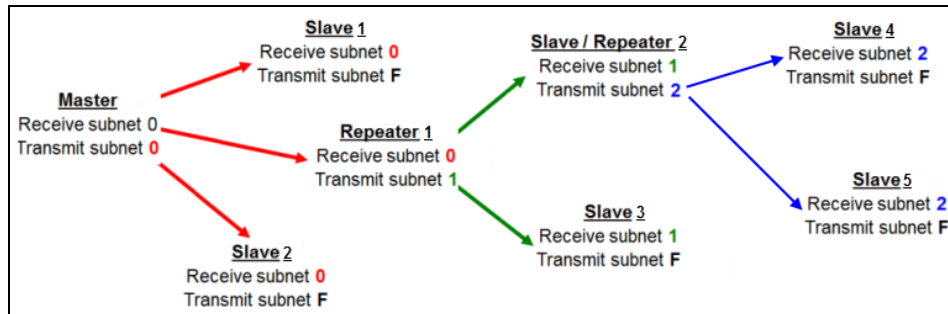 Slave 1
Receive subnet 0
Transmit subnet F
Master
Receive subnet 0
Transmit subnet 0
Slave 2
Receive subnet 0
Transmit subnet F
Repeater 1
Receive subnet 0
Transmit subnet 1
Slave / Repeater 2
Receive subnet 1
Transmit subnet 2
Slave 3
Receive subnet 1
Transmit subnet F
Slave 4
Receive subnet 2
Transmit subnet F
Slave 5
Receive subnet 2
Transmit subnet F